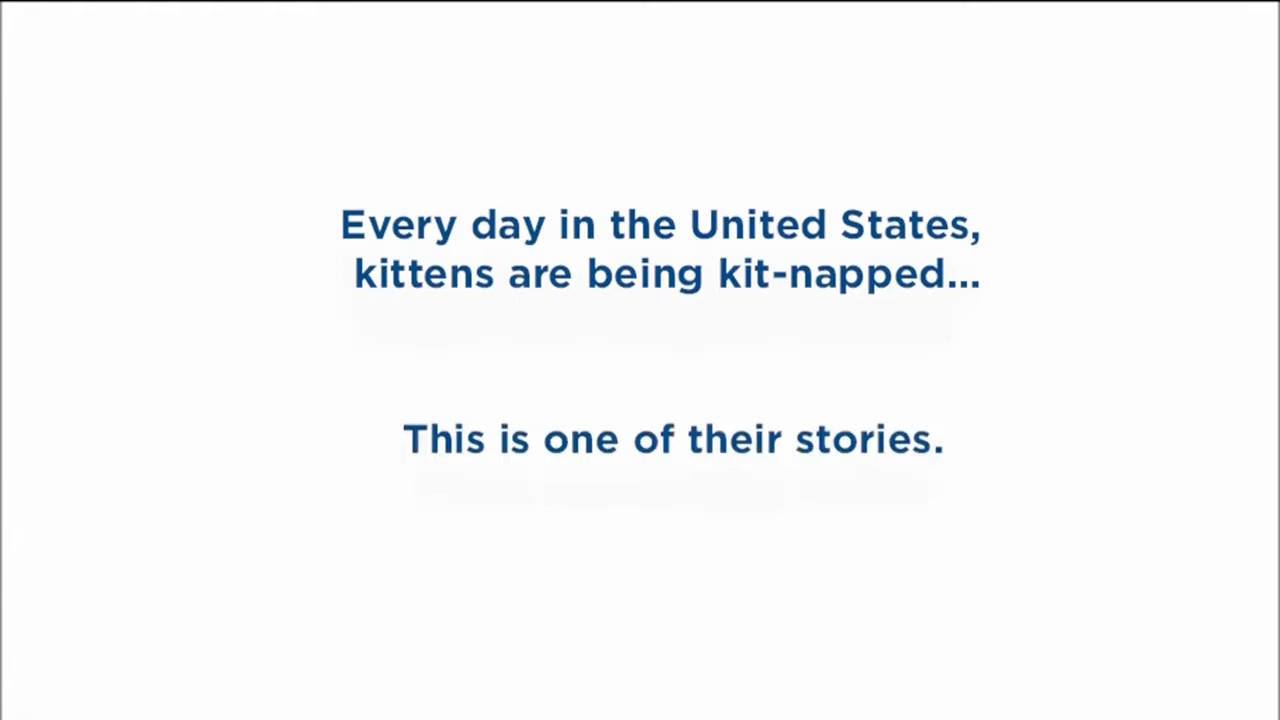 Every day in the United States,
kittens are being kit-napped...
This is one of their stories.